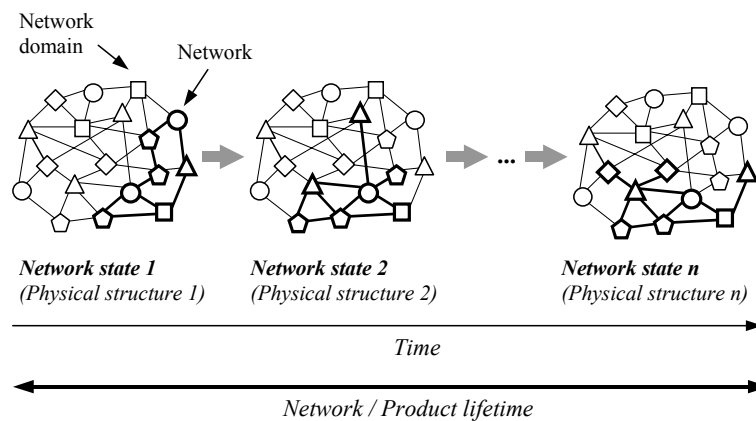 Network
domain
Network
...
Network state 1
(Physical structure 1)
Network state 2
(Physical structure 2)
Network state n
(Physical structure n)
Time
Network / Product lifetime